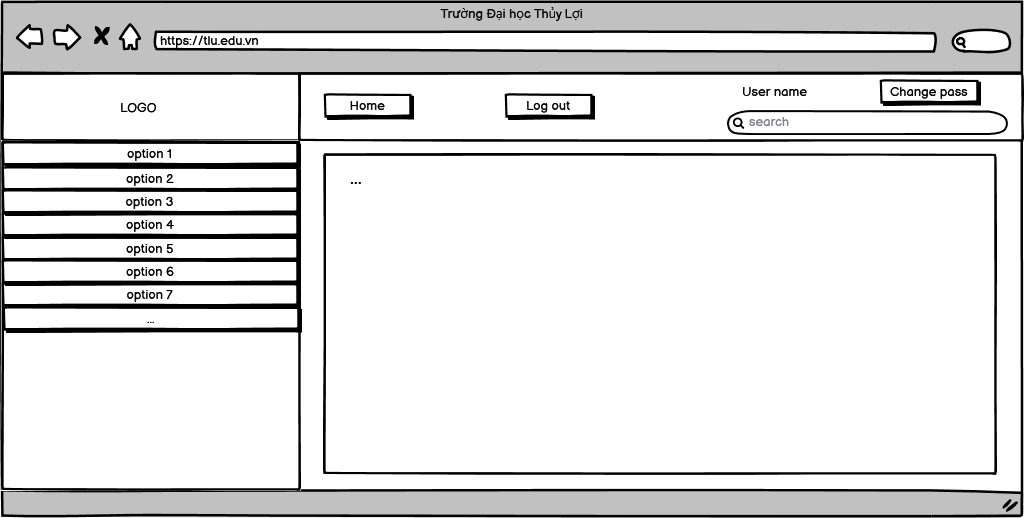 Trường Đại học Thủy Lợi
https://tlu.edu.vn
LOGO
Home
Log out
User name
Change pass
search
option 1
option 2
option 3
option 4
option 5
option 6
option 7
...
...